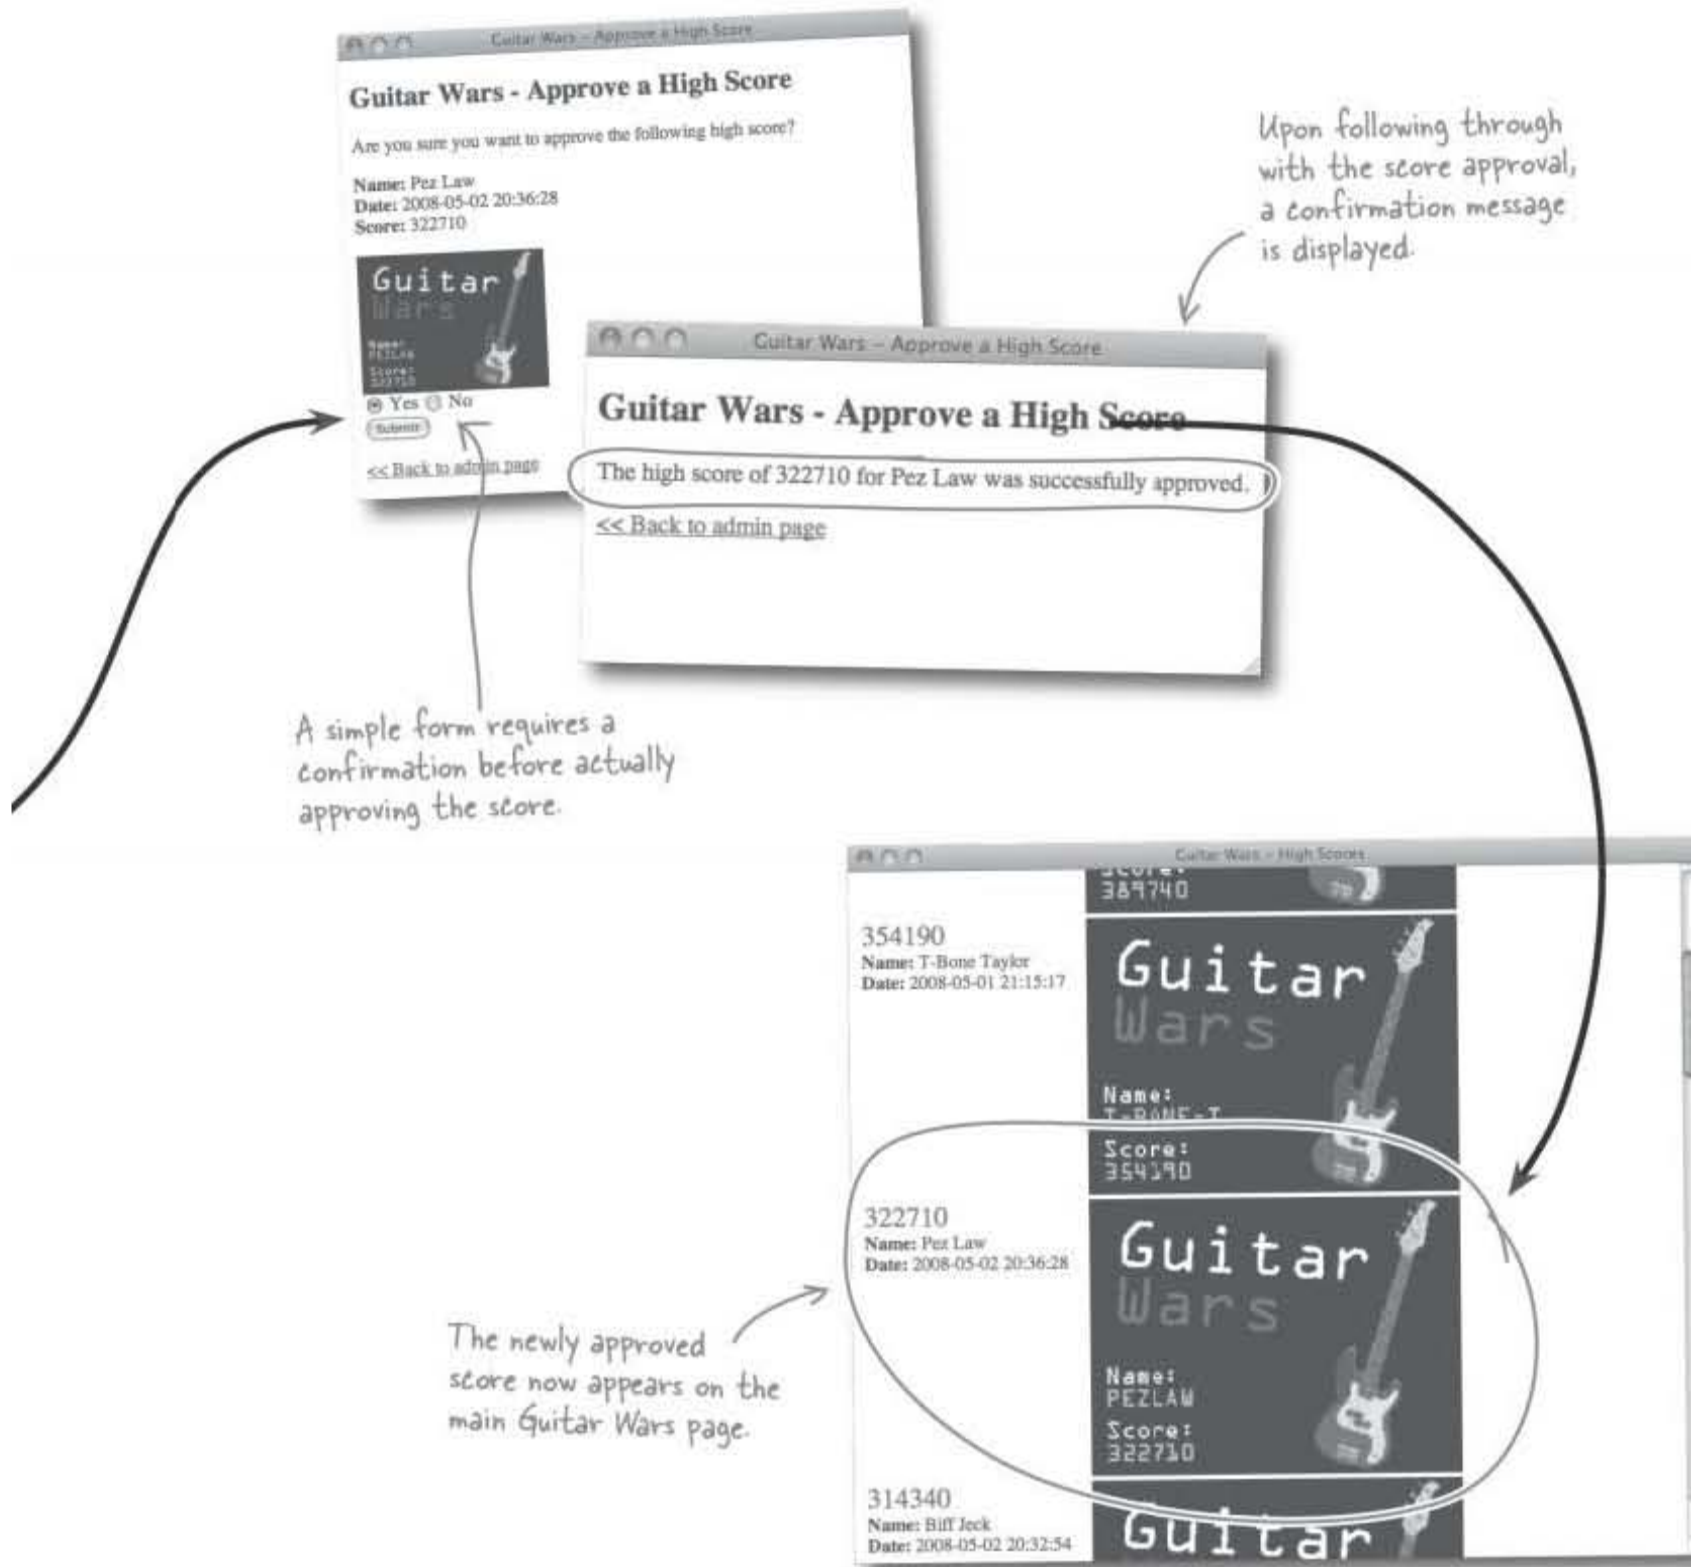 Guitar Wars - Approve a High Score
Guitar Wars - Approve a High Score
Are you sure you want to approve the following high score?
Name: Pez Law
Date: 2008-05-02 20:36:28
Score: 322710
Guitar
Wars
Name:
PEZLAW
Score:
322710
Yes No
Submit
<< Back to admin page
Upon following through
with the score approval,
a confirmation message
is displayed.
Guitar Wars - Approve a High Score
Guitar Wars - Approve a High Score
The high score of 322710 for Pez Law was successfully approved.
<< Back to admin page
A simple form requires a
confirmation before actually
approving the score.
Guitar Wars - High Scores
Score:
389740
354190
Name: T-Bone Taylor
Date: 2008-05-01 21:15:17
Guitar
Wars
Name:
T-BONE-T
Score:
354190
322710
Name: Pez Law
Date: 2008-05-02 20:36:28
Guitar
Wars
Name:
PEZLAW
Score:
322710
The newly approved
score now appears on the
main Guitar Wars page.
314340
Name: Biff Jeck
Date: 2008-05-02 20:32:54
Guitar